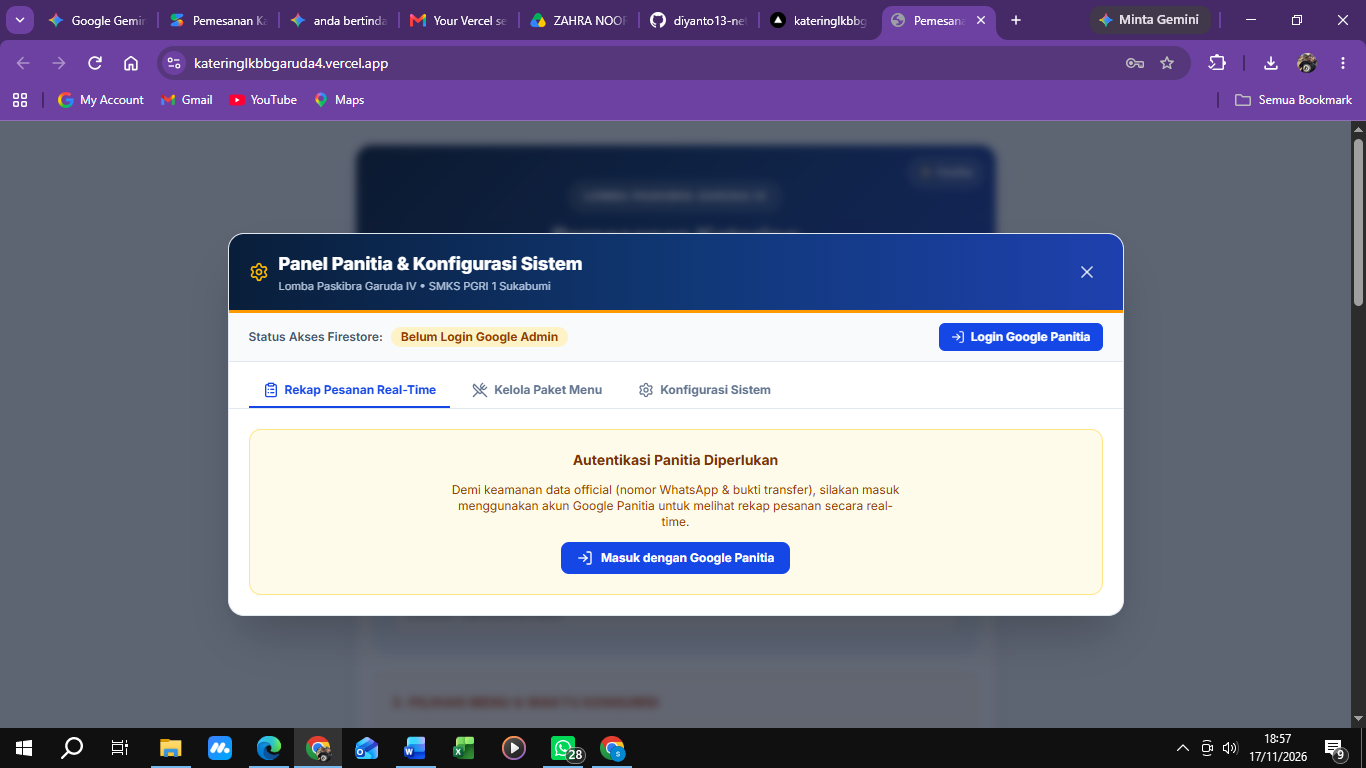 Google Gemin
Pemesanan Ka
anda bertinda
Your Vercel se
ZAHRA NOOR
diyanto13-net
kateringlkbbg
Pemesana
Minta Gemini
kateringlkbbgaruda4.vercel.app
My Account
Gmail
YouTube
Maps
Semua Bookmark
Panel Panitia & Konfigurasi Sistem
Lomba Paskibra Garuda IV • SMKS PGRI 1 Sukabumi
Status Akses Firestore:
Belum Login Google Admin
Login Google Panitia
Rekap Pesanan Real-Time
Kelola Paket Menu
Konfigurasi Sistem
Autentikasi Panitia Diperlukan
Demi keamanan data official (nomor WhatsApp & bukti transfer), silakan masuk
menggunakan akun Google Panitia untuk melihat rekap pesanan secara real-
time.
Masuk dengan Google Panitia
28
18:57
17/11/2026
9